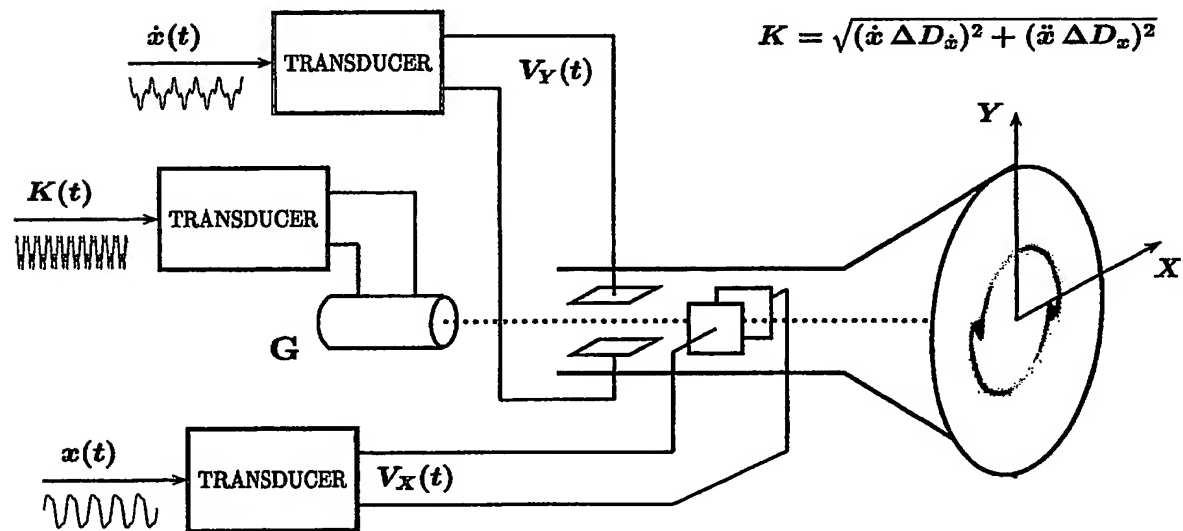 ẋ(t)
TRANSDUCER
V_Y(t)
K = √((ẋ ΔD_ẋ)² + (ẍ ΔD_x)²)
Y
K(t)
TRANSDUCER
X
G
x(t)
TRANSDUCER
V_X(t)